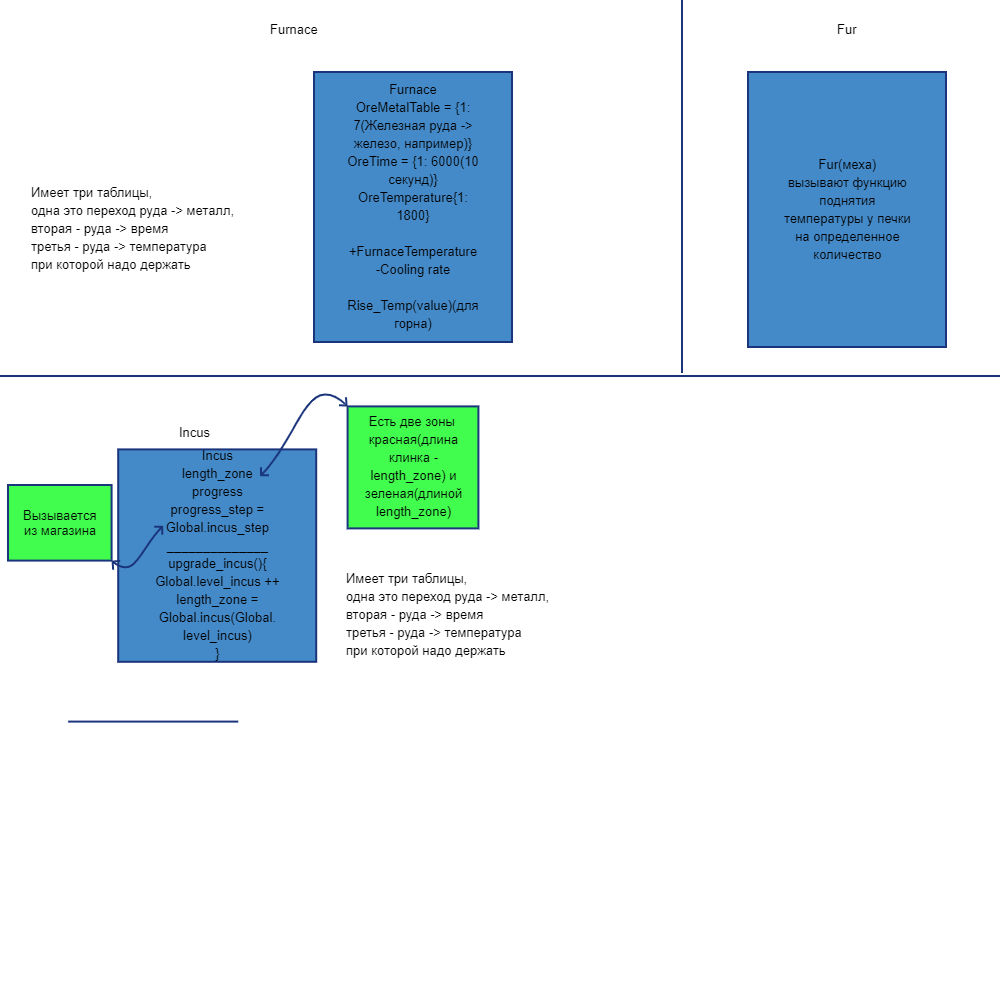 Furnace
Fur
Furnace
OreMetalTable = {1:
7(Железная руда ->
железо, например)}
OreTime = {1: 6000(10
секунд)}
OreTemperature{1:
1800}
+FurnaceTemperature
-Cooling rate
Rise_Temp(value)(для
горна)
Имеет три таблицы,
одна это переход руда -> металл,
вторая - руда -> время
третья - руда -> температура
при которой надо держать
Fur(меха)
вызывают функцию
поднятия
температуры у печки
на определенное
количество
Incus
Incus
length_zone
progress
progress_step =
Global.incus_step
______________
upgrade_incus(){
Global.level_incus ++
length_zone =
Global.incus(Global.
level_incus)
}
Вызывается
из магазина
Есть две зоны
красная(длина
клинка -
length_zone) и
зеленая(длиной
length_zone)
Имеет три таблицы,
одна это переход руда -> металл,
вторая - руда -> время
третья - руда -> температура
при которой надо держать